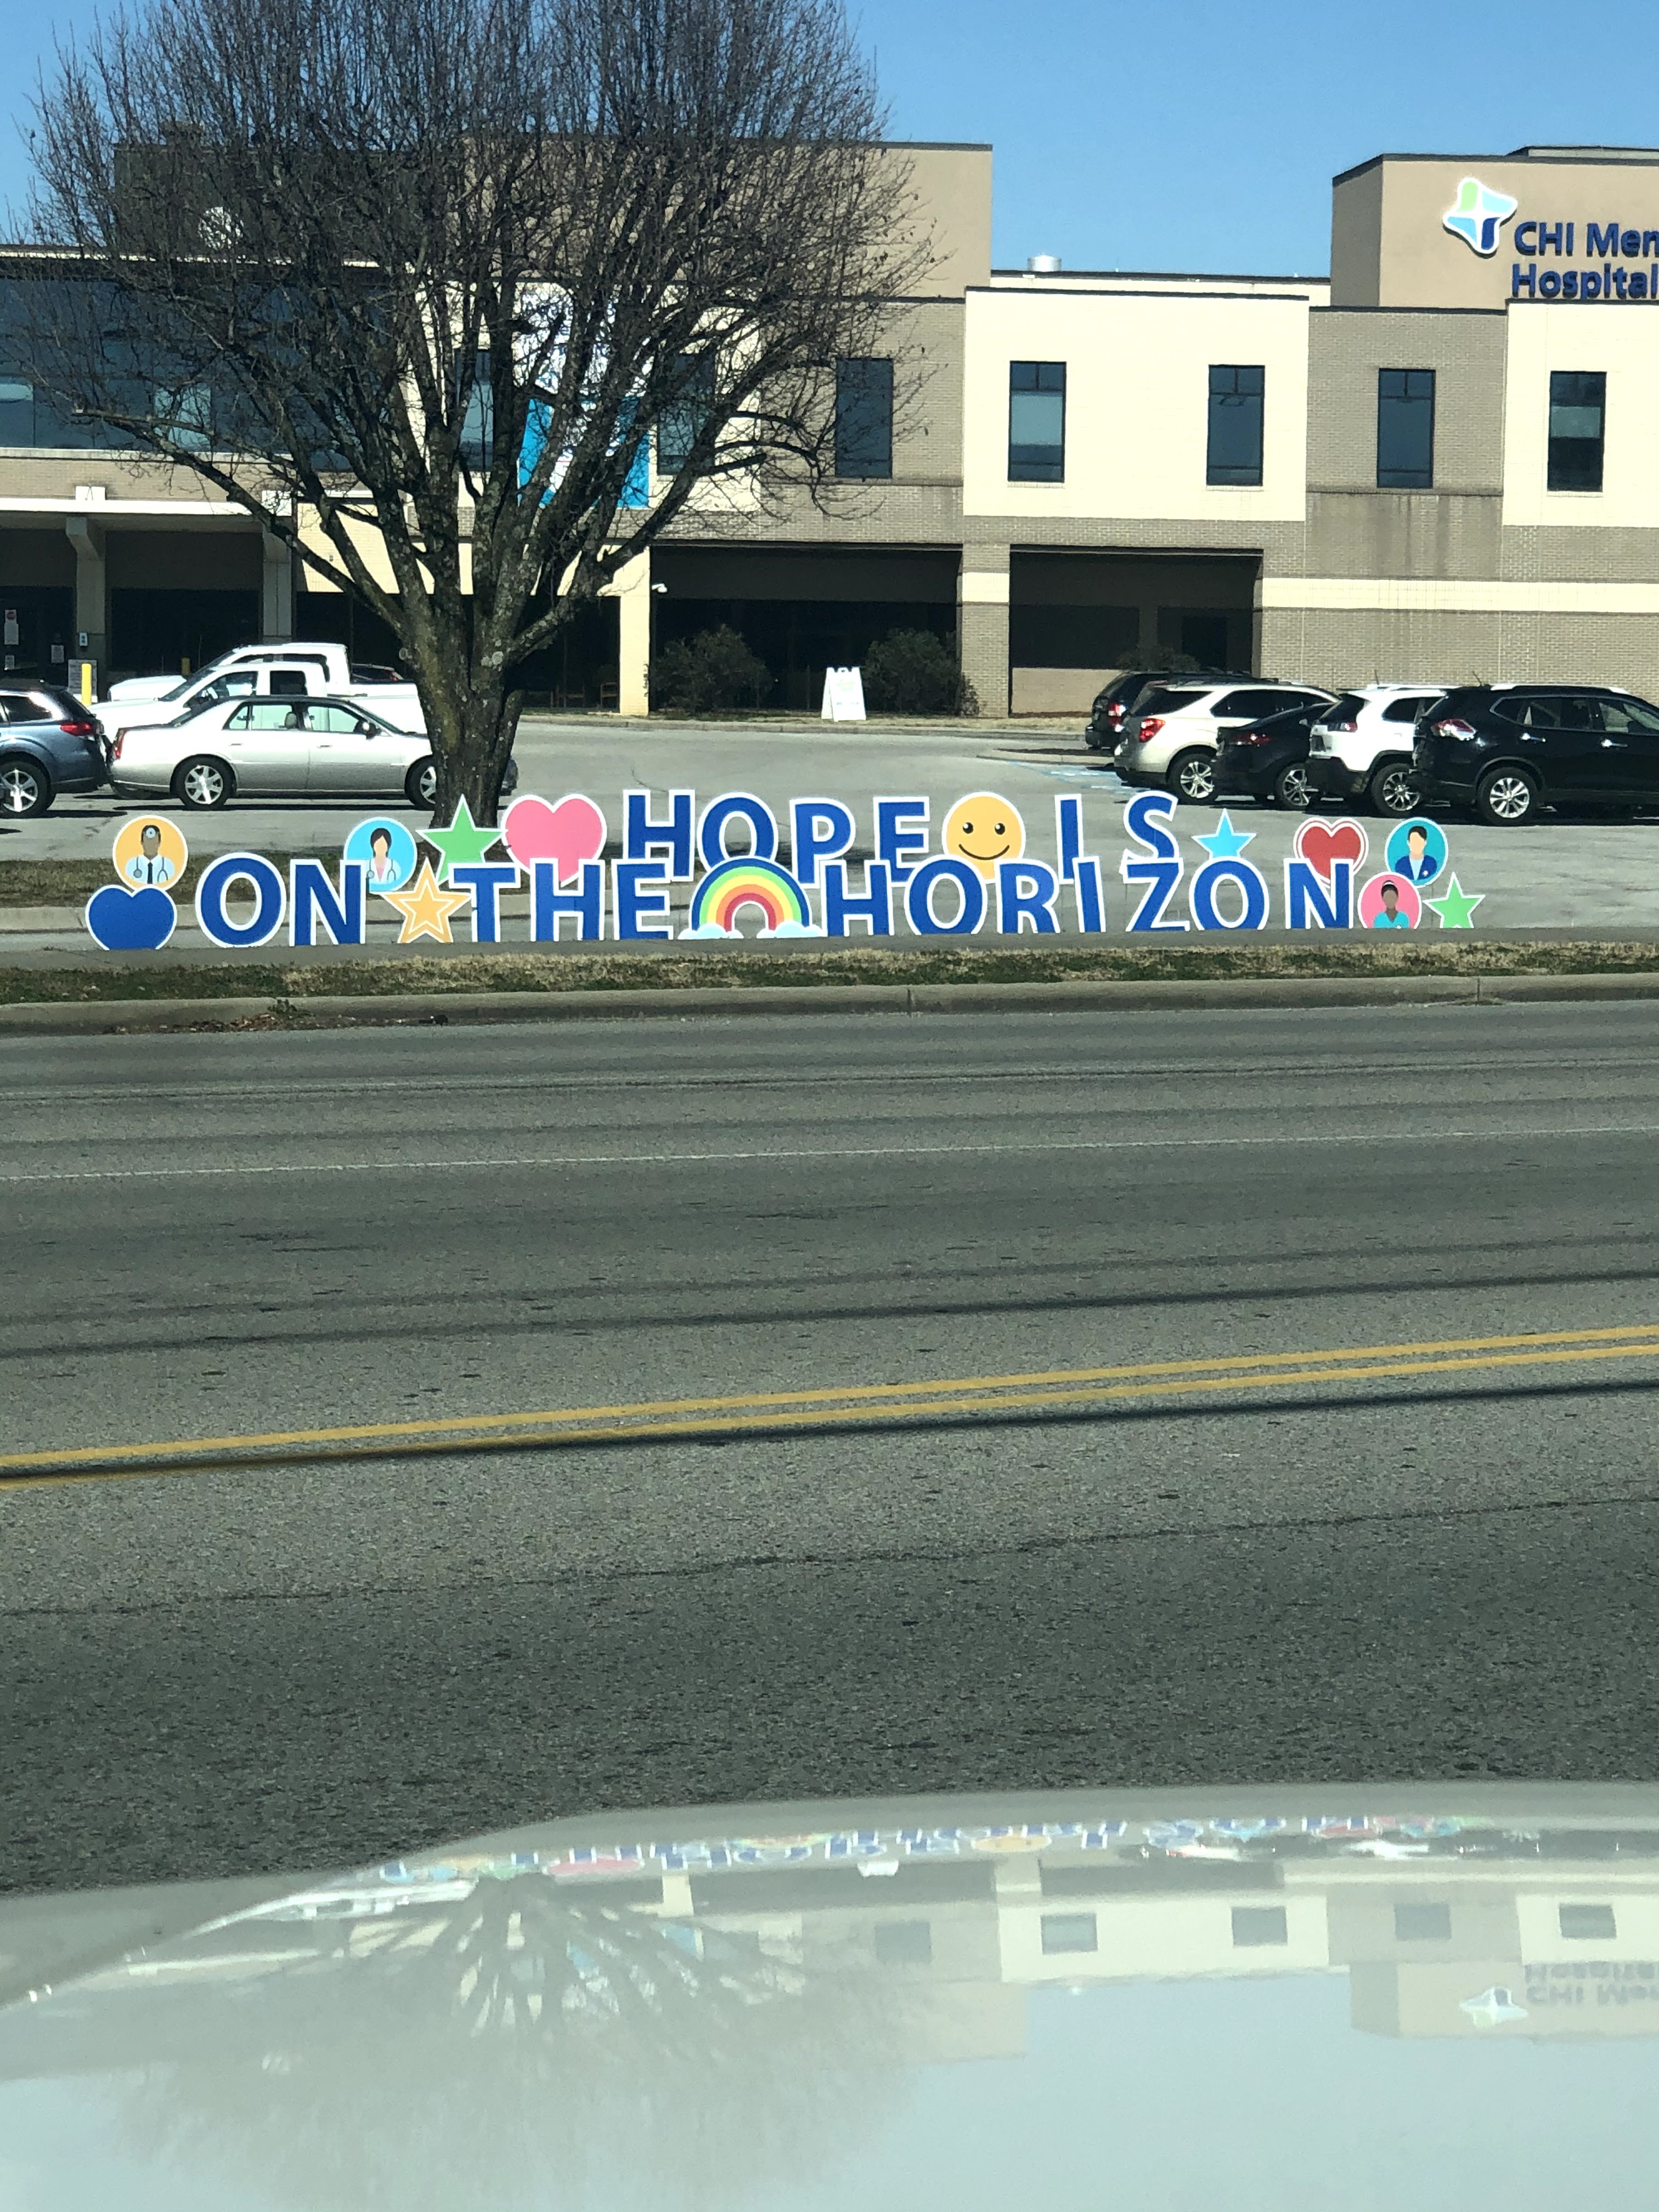 CHI Mem
Hospital
HOPE IS
ON THE HORIZON